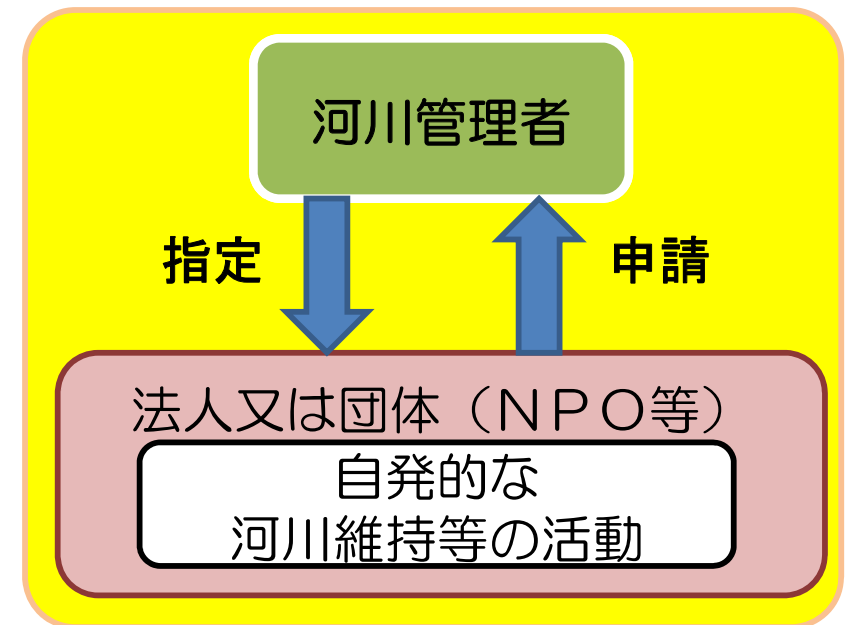 河川管理者
指定
申請
法人又は団体（ＮＰＯ等）
自発的な
河川維持等の活動